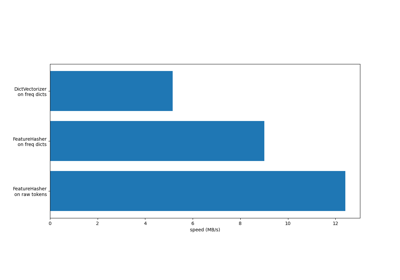 DictVectorizer
on freq dicts
FeatureHasher
on freq dicts
FeatureHasher
on raw tokens
0 2 4 6 8 10 12
speed (MB/s)